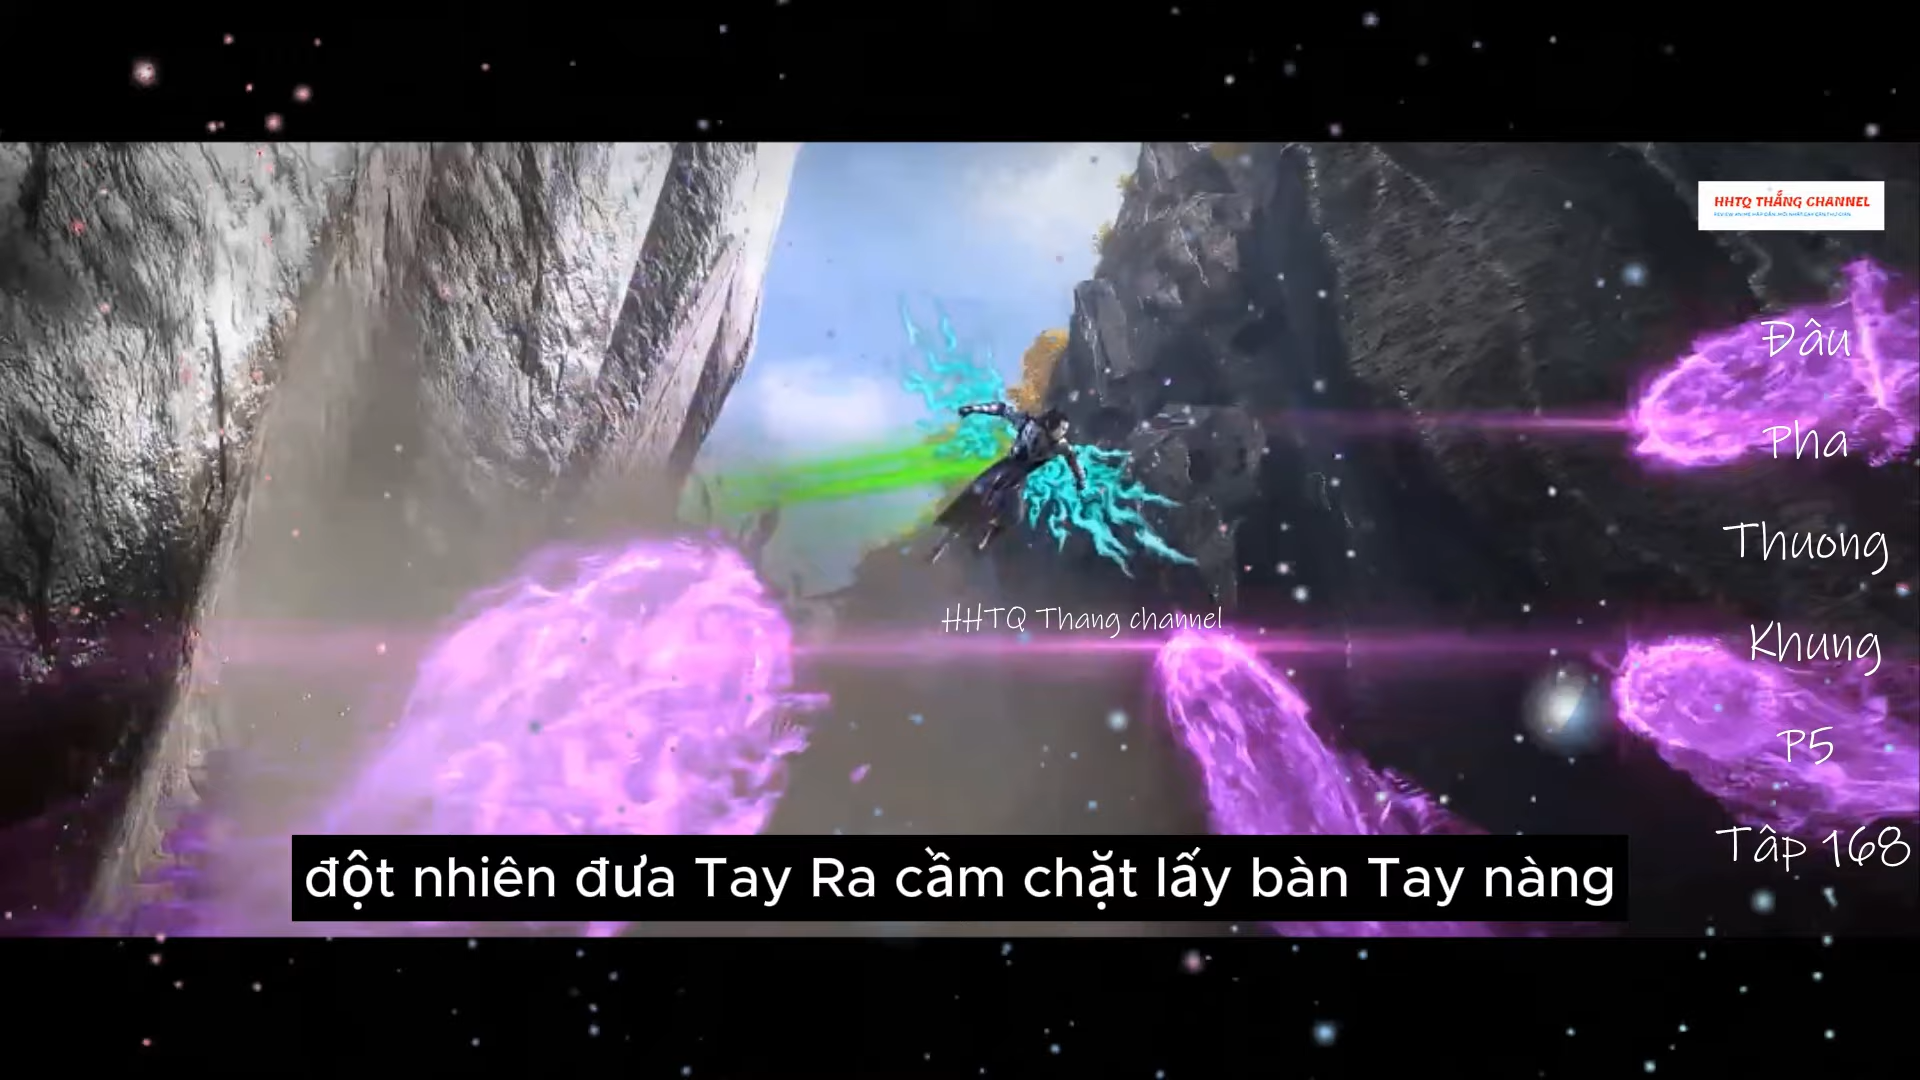 HHTQ THẮNG CHANNEL
Đâu
Pha
Thuong
Khung
P5
Tâp 168
HHTQ Thang channel
đột nhiên đưa Tay Ra cầm chặt lấy bàn Tay nàng